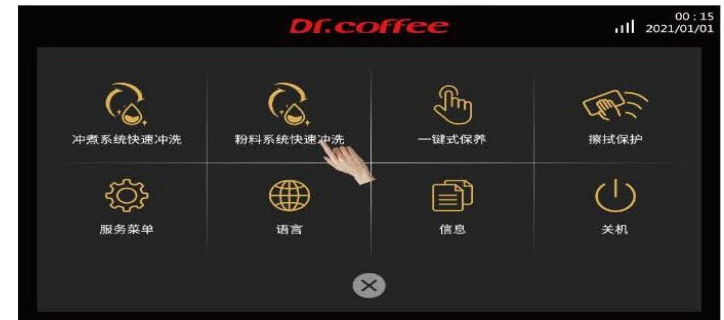 Dr.coffee
00:15
2021/01/01
冲煮系统快速冲洗
粉料系统快速冲洗
一键式保养
擦拭保护
服务菜单
语言
信息
关机